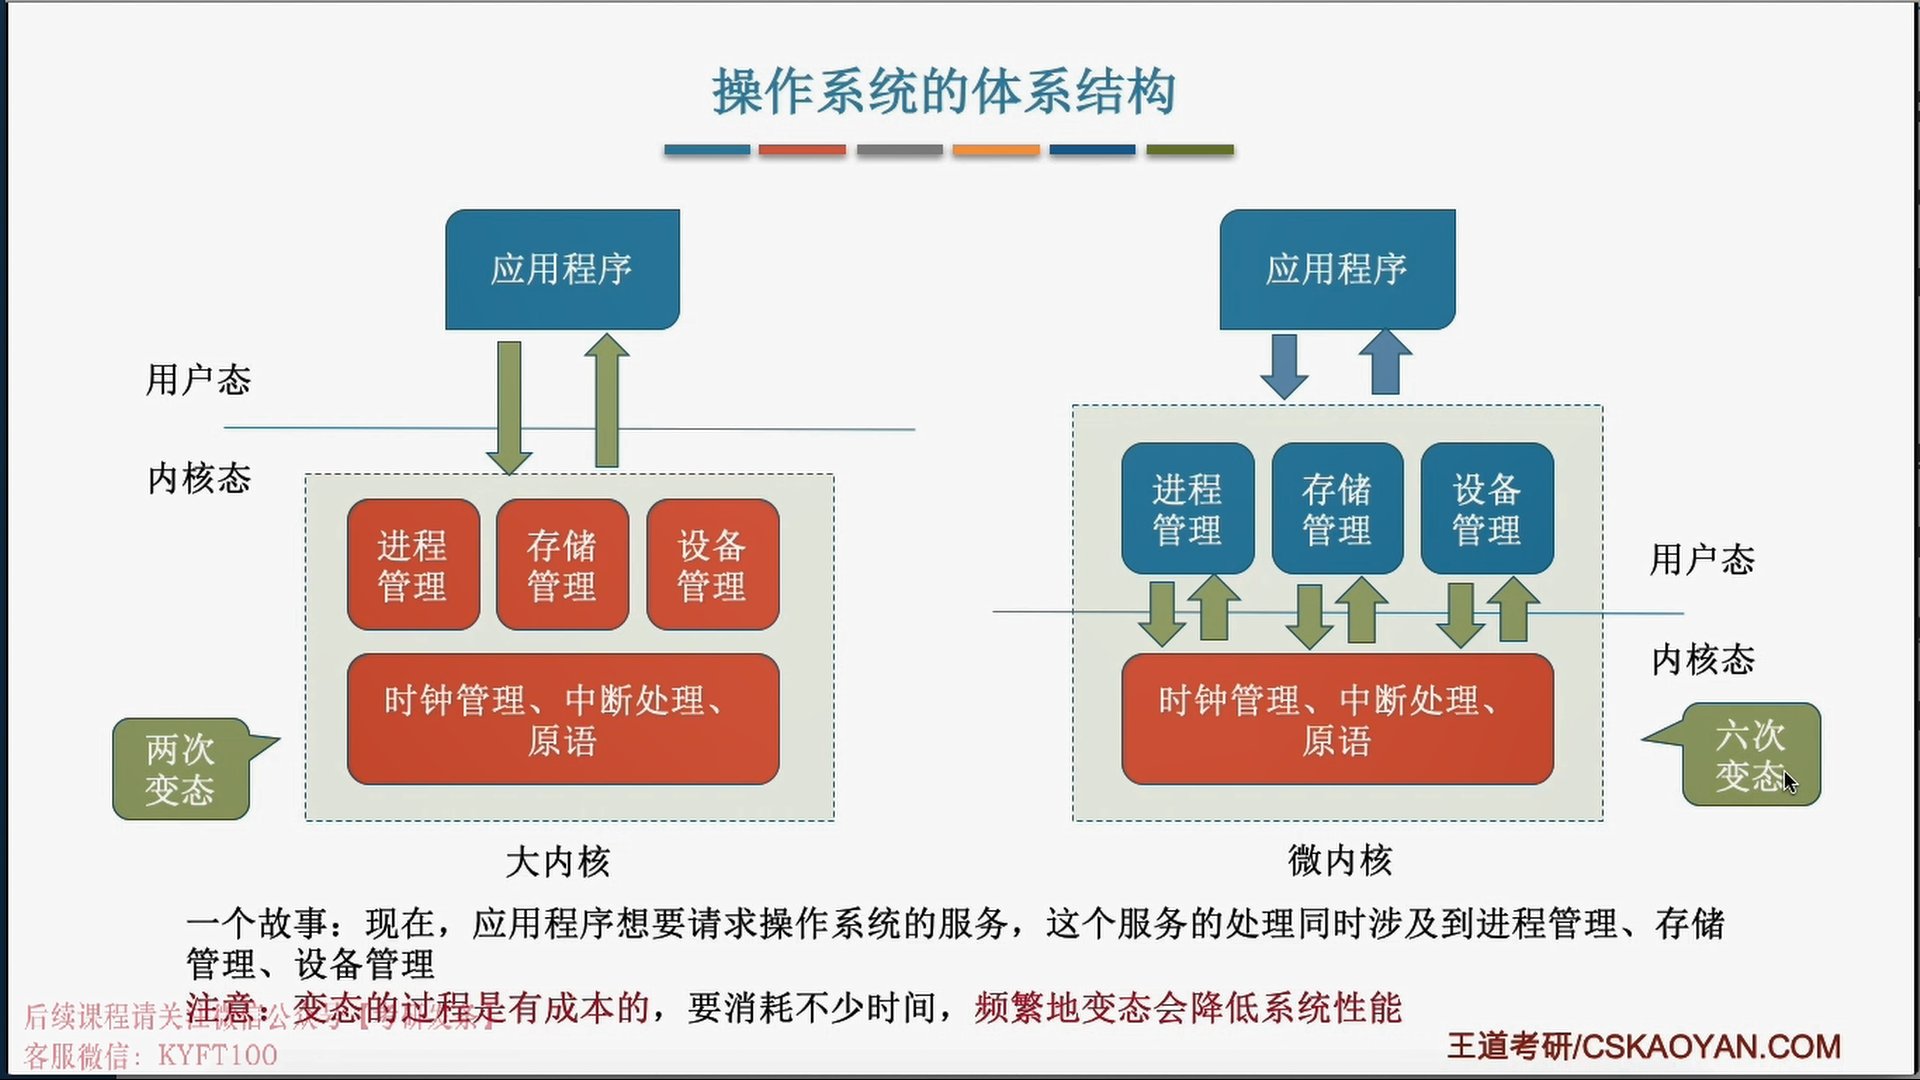 操作系统的体系结构
应用程序
用户态
内核态
进程
管理
存储
管理
设备
管理
时钟管理、中断处理、
原语
两次
变态
大内核
应用程序
进程
管理
存储
管理
设备
管理
用户态
内核态
时钟管理、中断处理、
原语
六次
变态
微内核
一个故事：现在，应用程序想要请求操作系统的服务，这个服务的处理同时涉及到进程管理、存储
管理、设备管理
注意：变态的过程是有成本的，要消耗不少时间，频繁地变态会降低系统性能
后续课程请关注微信公众号【考研发条】
客服微信：KYFT100
王道考研/CSKAOYAN.COM